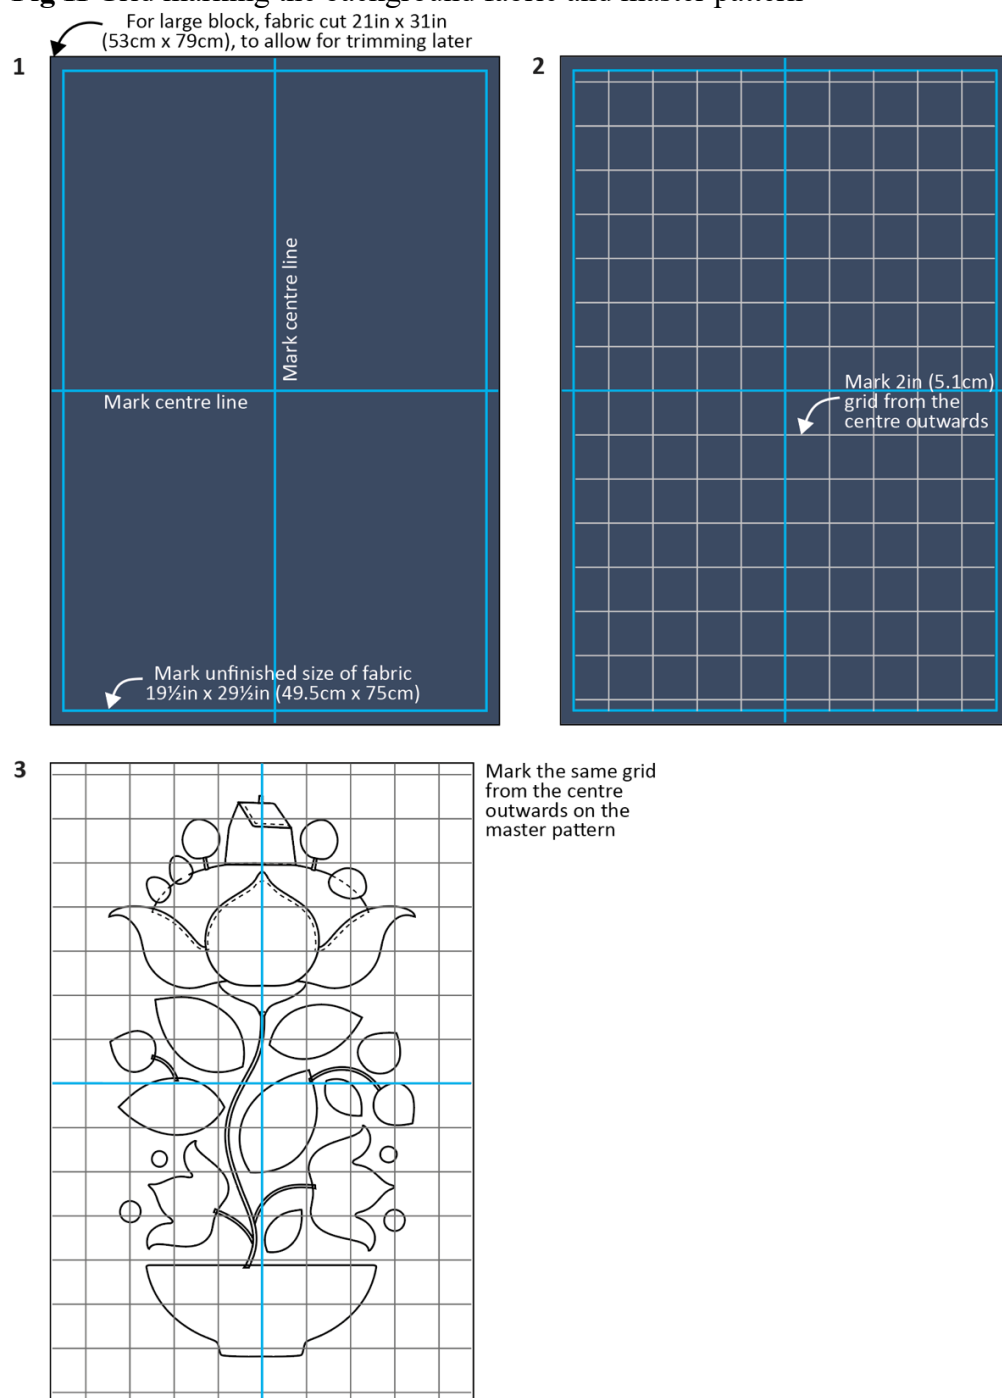 For large block, fabric cut 21in x 31in
(53cm x 79cm), to allow for trimming later
1
Mark centre line
Mark centre line
Mark unfinished size of fabric
19½in x 29½in (49.5cm x 75cm)
2
Mark 2in (5.1cm)
grid from the
centre outwards
3
Mark the same grid
from the centre
outwards on the
master pattern